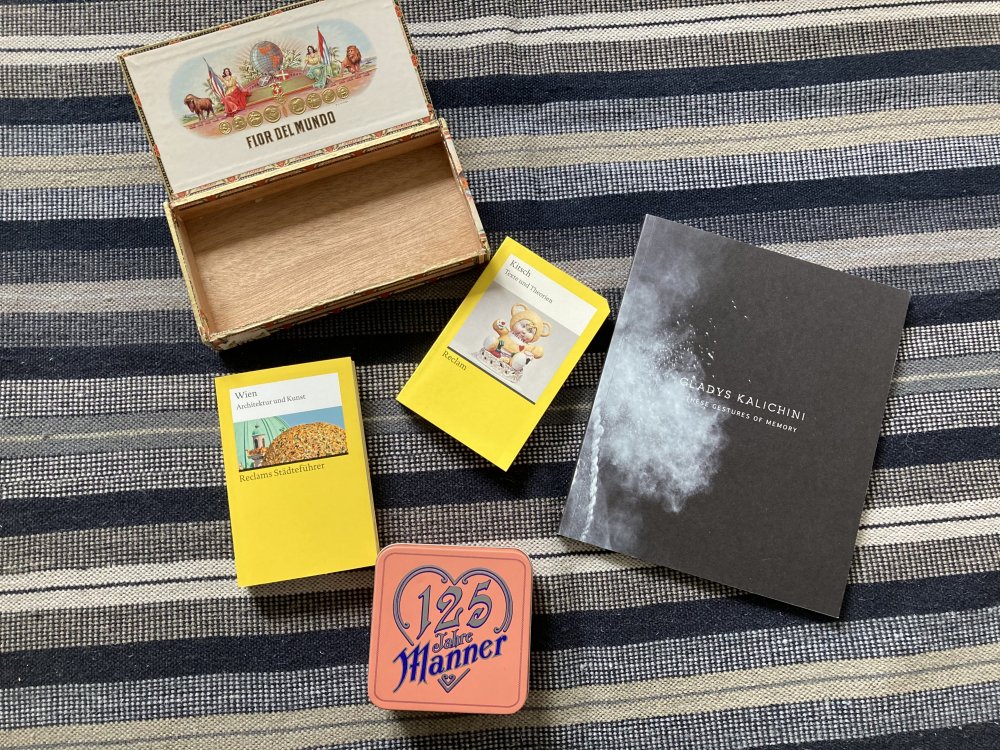 FLOR DEL MUNDO
Kitsch
Texte und Theorien
Reclam
GLADYS KALICHINI
THESE GESTURES OF MEMORY
Wien
Architektur und Kunst
Reclams Städteführer
125
Jahre
Manner